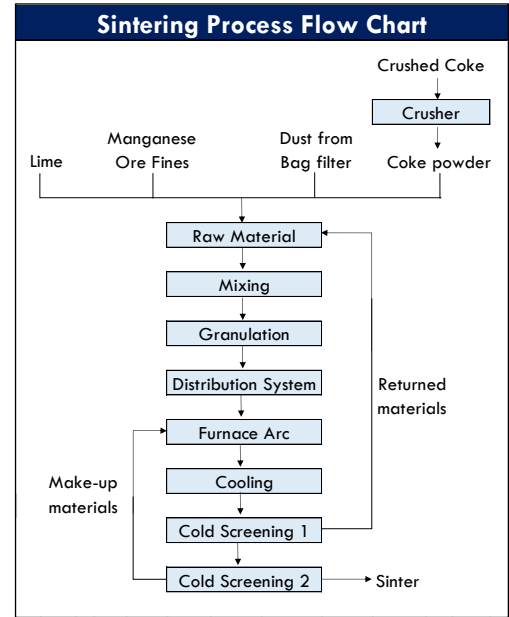 Sintering Process Flow Chart
Crushed Coke
Crusher
Lime
Manganese
Ore Fines
Dust from
Bag filter
Coke powder
Raw Material
Mixing
Granulation
Distribution System
Returned
materials
Furnace Arc
Make-up
materials
Cooling
Cold Screening 1
Cold Screening 2
Sinter